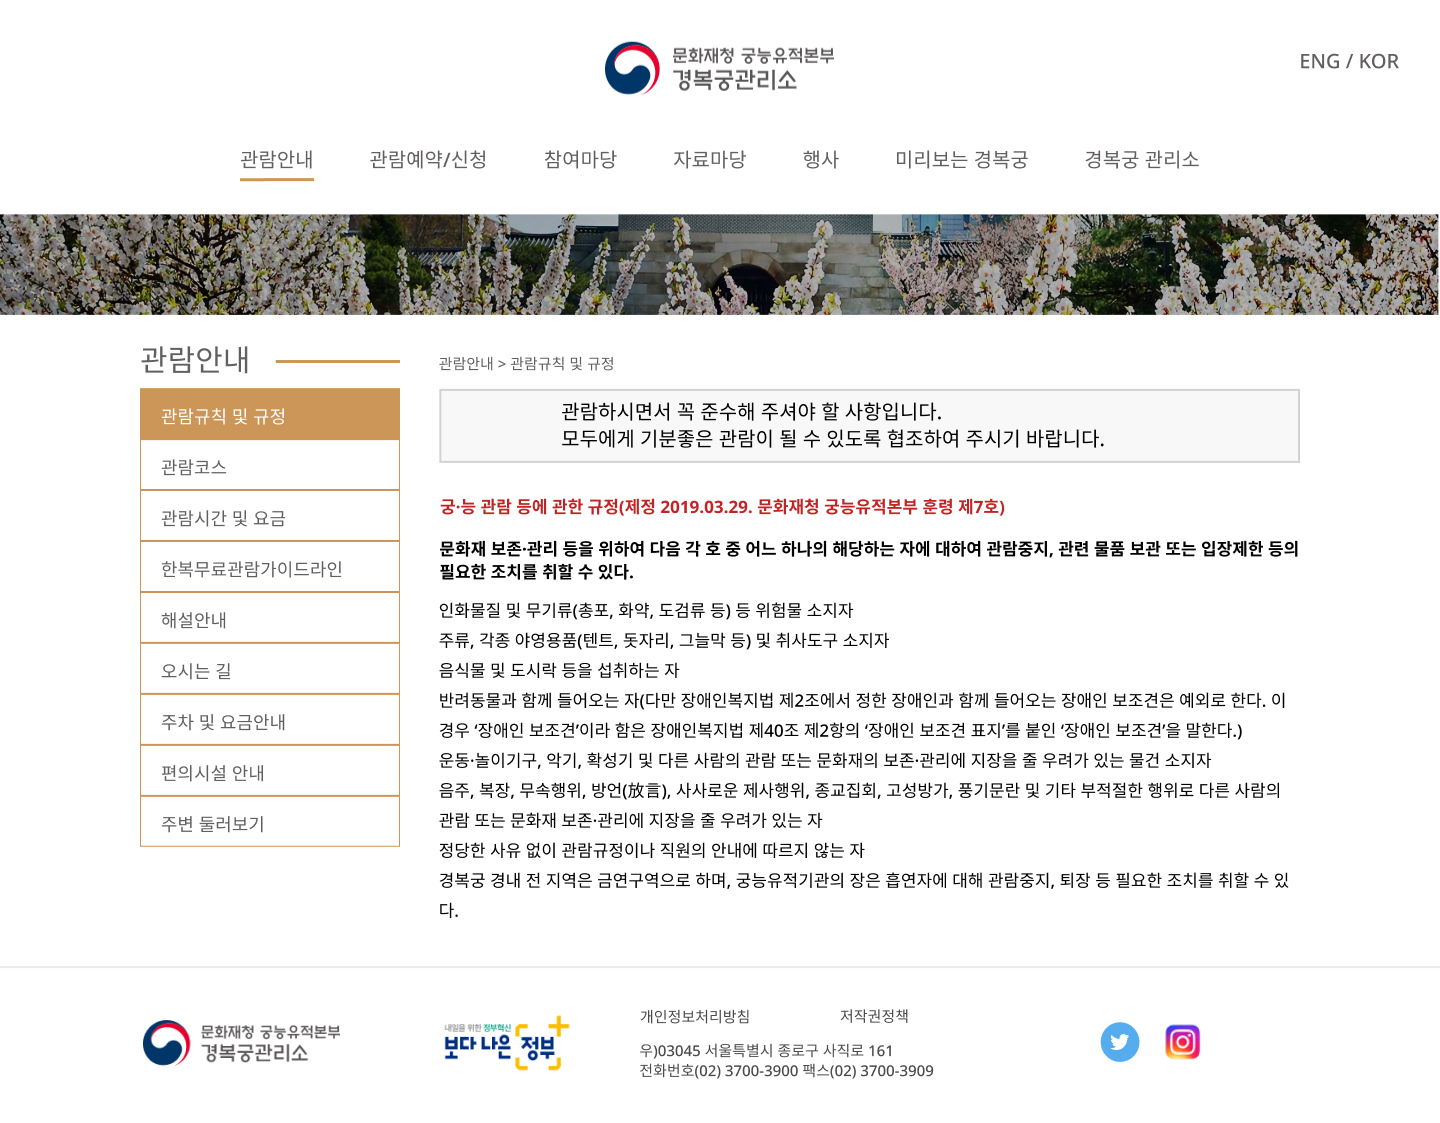 문화재청 궁능유적본부
경복궁관리소
ENG / KOR
관람안내 관람예약/신청 참여마당 자료마당 행사 미리보는 경복궁 경복궁 관리소
관람안내
관람규칙 및 규정
관람코스
관람시간 및 요금
한복무료관람가이드라인
해설안내
오시는 길
주차 및 요금안내
편의시설 안내
주변 둘러보기
관람안내 > 관람규칙 및 규정
관람하시면서 꼭 준수해 주셔야 할 사항입니다.
모두에게 기분좋은 관람이 될 수 있도록 협조하여 주시기 바랍니다.
궁·능 관람 등에 관한 규정(제정 2019.03.29. 문화재청 궁능유적본부 훈령 제7호)
문화재 보존·관리 등을 위하여 다음 각 호 중 어느 하나의 해당하는 자에 대하여 관람중지, 관련 물품 보관 또는 입장제한 등의
필요한 조치를 취할 수 있다.
인화물질 및 무기류(총포, 화약, 도검류 등) 등 위험물 소지자
주류, 각종 야영용품(텐트, 돗자리, 그늘막 등) 및 취사도구 소지자
음식물 및 도시락 등을 섭취하는 자
반려동물과 함께 들어오는 자(다만 장애인복지법 제2조에서 정한 장애인과 함께 들어오는 장애인 보조견은 예외로 한다. 이
경우 ‘장애인 보조견’이라 함은 장애인복지법 제40조 제2항의 ‘장애인 보조견 표지’를 붙인 ‘장애인 보조견’을 말한다.)
운동·놀이기구, 악기, 확성기 및 다른 사람의 관람 또는 문화재의 보존·관리에 지장을 줄 우려가 있는 물건 소지자
음주, 복장, 무속행위, 방언(放言), 사사로운 제사행위, 종교집회, 고성방가, 풍기문란 및 기타 부적절한 행위로 다른 사람의
관람 또는 문화재 보존·관리에 지장을 줄 우려가 있는 자
정당한 사유 없이 관람규정이나 직원의 안내에 따르지 않는 자
경복궁 경내 전 지역은 금연구역으로 하며, 궁능유적기관의 장은 흡연자에 대해 관람중지, 퇴장 등 필요한 조치를 취할 수 있
다.
문화재청 궁능유적본부
경복궁관리소
내일을 위한 정부혁신
보다 나은 정부
개인정보처리방침 저작권정책
우)03045 서울특별시 종로구 사직로 161
전화번호(02) 3700-3900 팩스(02) 3700-3909